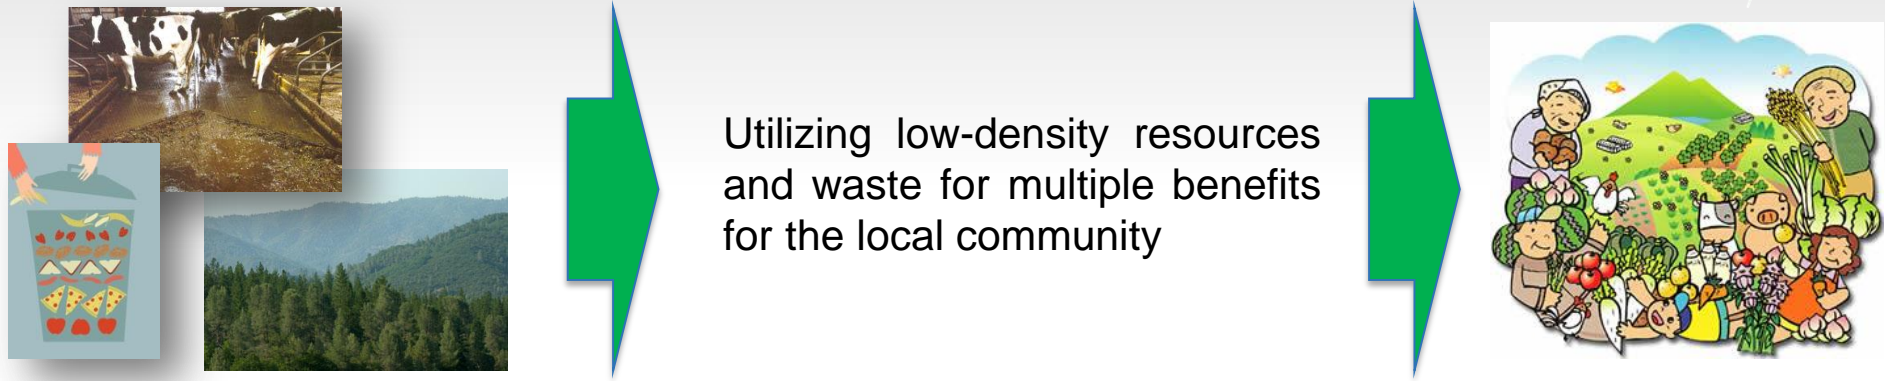 Utilizing low-density resources
and waste for multiple benefits
for the local community